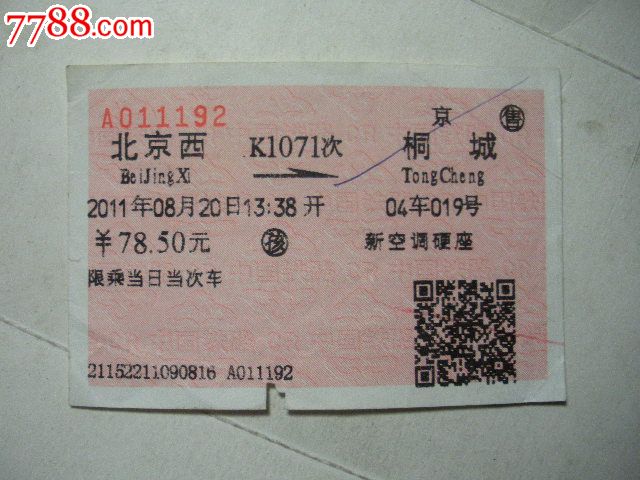 7788.com
A011192
京 售
北京西 K1071次 桐城
BeiJingXi TongCheng
2011年08月20日13:38开 04车019号
￥78.50元 孩 新空调硬座
限乘当日当次车
21152211090816 A011192